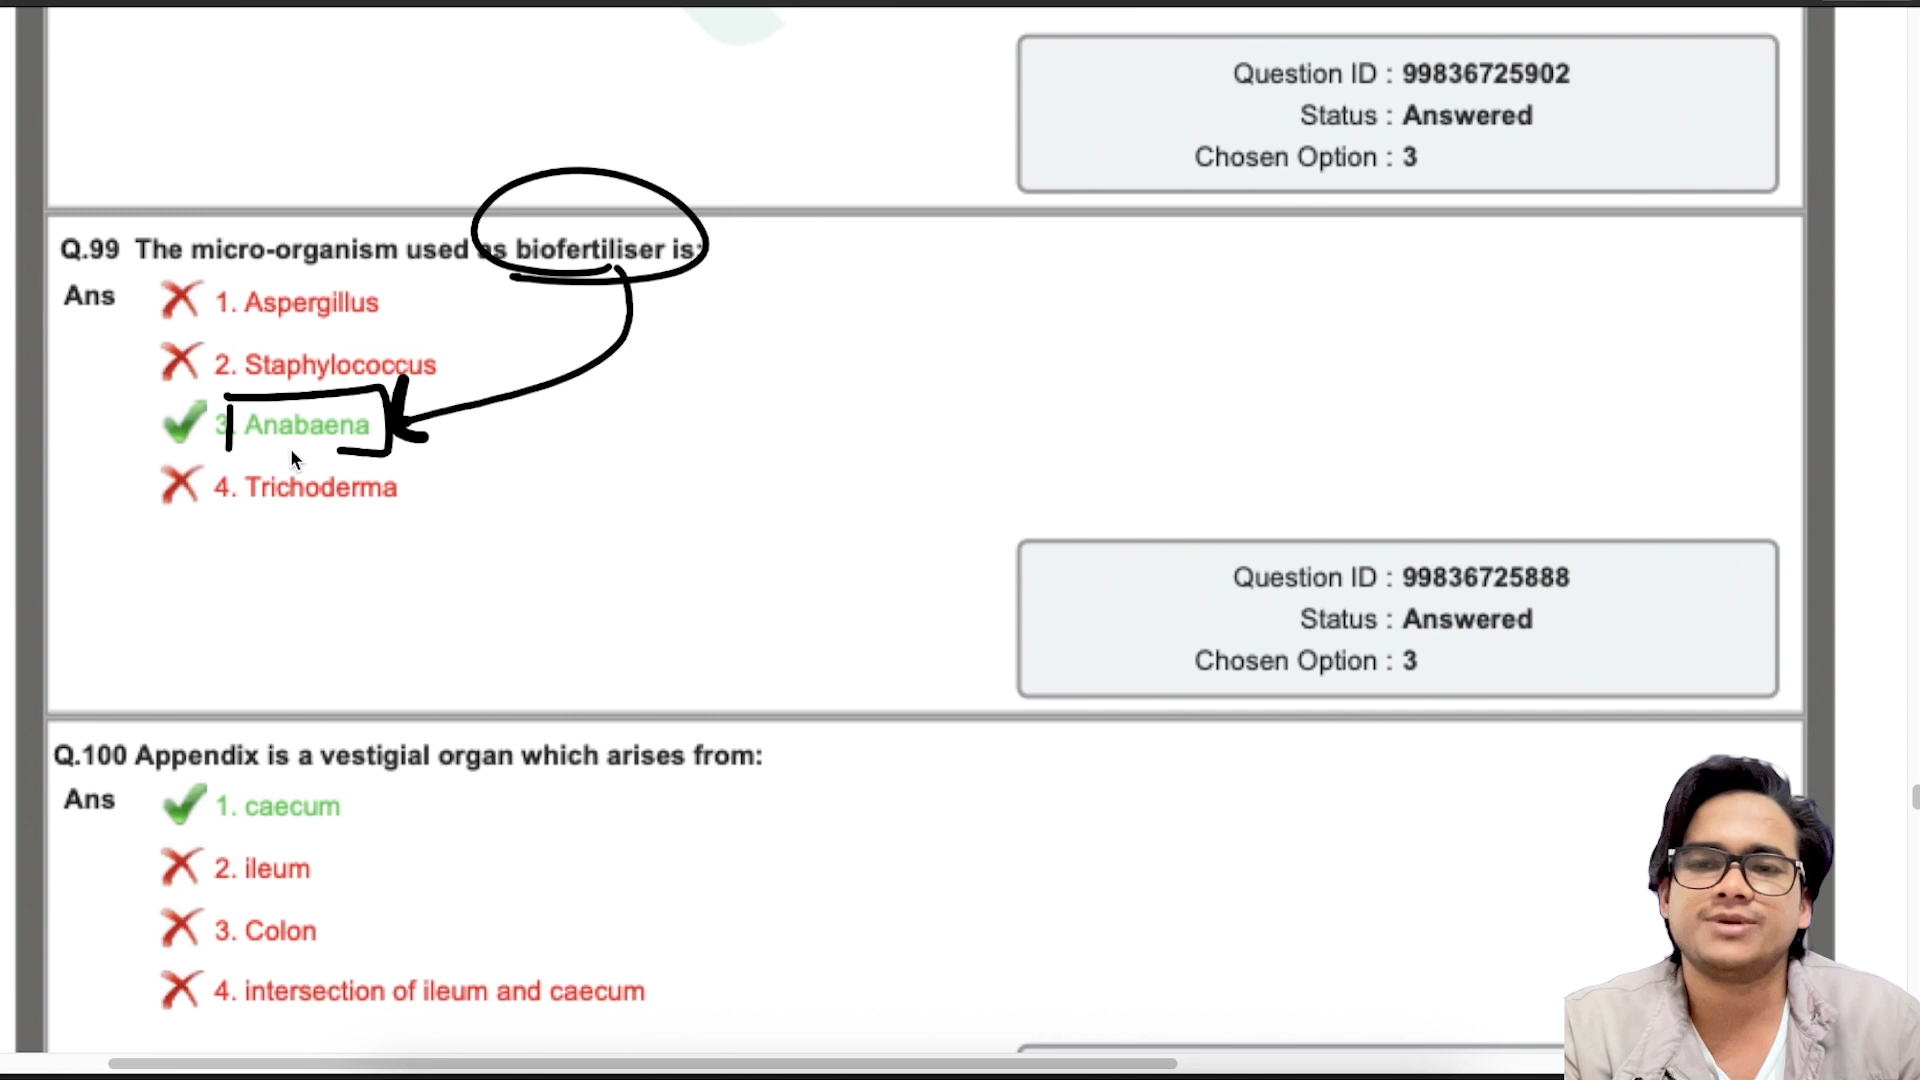 Question ID : 99836725902
Status : Answered
Chosen Option : 3
Q.99 The micro-organism used as biofertiliser is:
Ans 1. Aspergillus
2. Staphylococcus
3. Anabaena
4. Trichoderma
Question ID : 99836725888
Status : Answered
Chosen Option : 3
Q.100 Appendix is a vestigial organ which arises from:
Ans 1. caecum
2. ileum
3. Colon
4. intersection of ileum and caecum